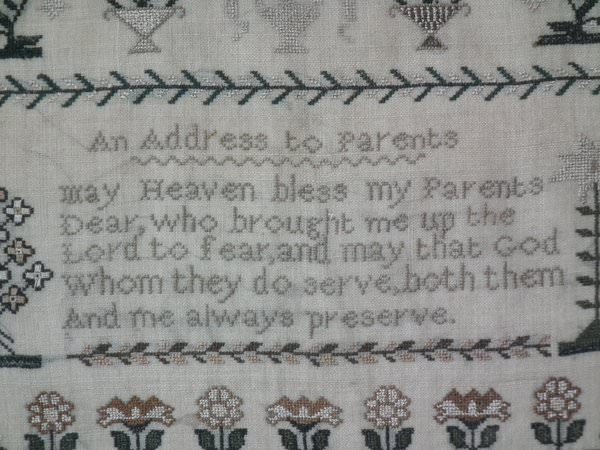 An Address to Parents
may Heaven bless my Parents
Dear, who brought me up the
Lord to fear, and may that God
Whom they do serve, both them
And me always preserve.